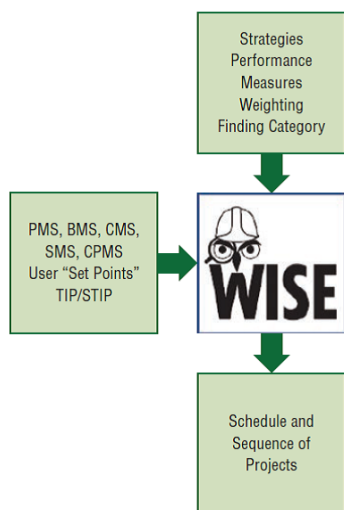 Strategies
Performance
Measures
Weighting
Finding Category
PMS, BMS, CMS,
SMS, CPMS
User “Set Points”
TIP/STIP
WISE
Schedule and
Sequence of
Projects